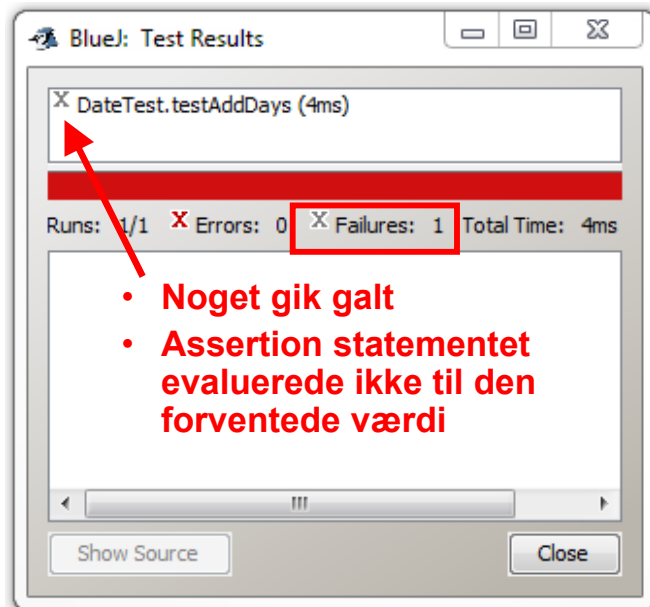 BlueJ: Test Results
x DateTest.testAddDays (4ms)
Runs: 1/1 X Errors: 0 X Failures: 1 Total Time: 4ms
• Noget gik galt
• Assertion statementet
evaluerede ikke til den
forventede værdi
Show Source Close